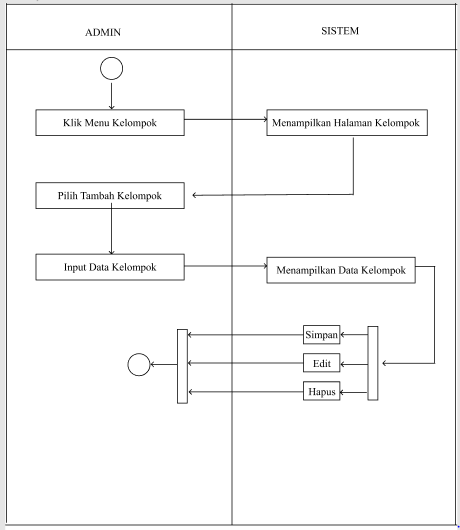 ADMIN
SISTEM
Klik Menu Kelompok
Menampilkan Halaman Kelompok
Pilih Tambah Kelompok
Input Data Kelompok
Menampilkan Data Kelompok
Simpan
Edit
Hapus